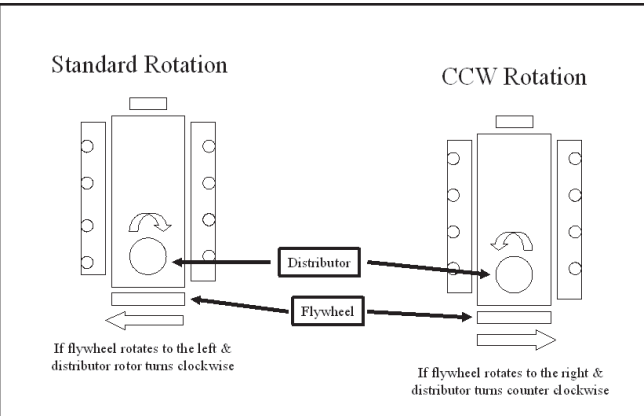 Standard Rotation
CCW Rotation
Distributor
Flywheel
If flywheel rotates to the left &
distributor rotor turns clockwise
If flywheel rotates to the right &
distributor turns counter clockwise